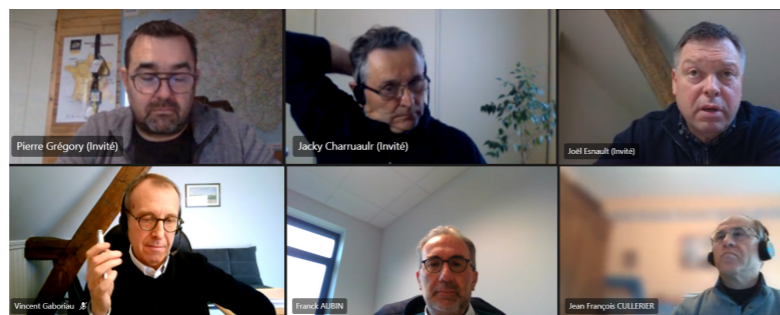 Pierre Grégory (Invité)
Jacky Charruaulr (Invité)
Joël Esnault (Invité)
Vincent Gaboriau
Franck AUBIN
Jean François CULLERIER